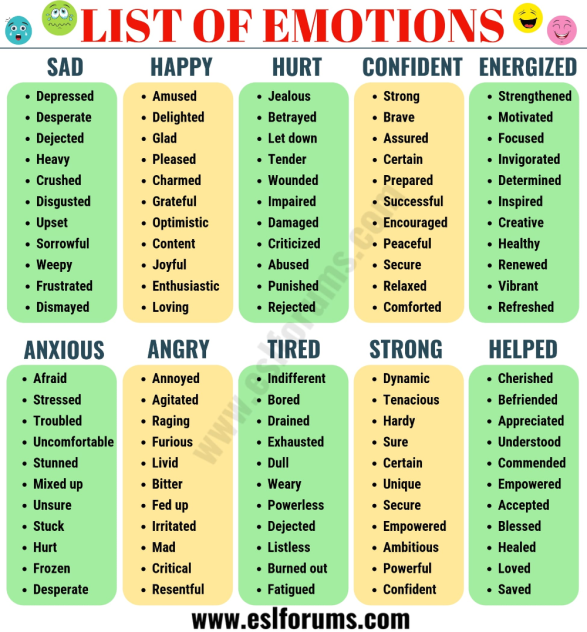 LIST OF EMOTIONS
SAD
• Depressed
• Desperate
• Dejected
• Heavy
• Crushed
• Disgusted
• Upset
• Sorrowful
• Weepy
• Frustrated
• Dismayed
HAPPY
• Amused
• Delighted
• Glad
• Pleased
• Charmed
• Grateful
• Optimistic
• Content
• Joyful
• Enthusiastic
• Loving
HURT
• Jealous
• Betrayed
• Let down
• Tender
• Wounded
• Impaired
• Damaged
• Criticized
• Abused
• Punished
• Rejected
CONFIDENT
• Strong
• Brave
• Assured
• Certain
• Prepared
• Successful
• Encouraged
• Peaceful
• Secure
• Relaxed
• Comforted
ENERGIZED
• Strengthened
• Motivated
• Focused
• Invigorated
• Determined
• Inspired
• Creative
• Healthy
• Renewed
• Vibrant
• Refreshed
ANXIOUS
• Afraid
• Stressed
• Troubled
• Uncomfortable
• Stunned
• Mixed up
• Unsure
• Stuck
• Hurt
• Frozen
• Desperate
ANGRY
• Annoyed
• Agitated
• Raging
• Furious
• Livid
• Bitter
• Fed up
• Irritated
• Mad
• Critical
• Resentful
TIRED
• Indifferent
• Bored
• Drained
• Exhausted
• Dull
• Weary
• Powerless
• Dejected
• Listless
• Burned out
• Fatigued
STRONG
• Dynamic
• Tenacious
• Hardy
• Sure
• Certain
• Unique
• Secure
• Empowered
• Ambitious
• Powerful
• Confident
HELPED
• Cherished
• Befriended
• Appreciated
• Understood
• Commended
• Empowered
• Accepted
• Blessed
• Healed
• Loved
• Saved
www.eslforums.com
www.eslforums.com